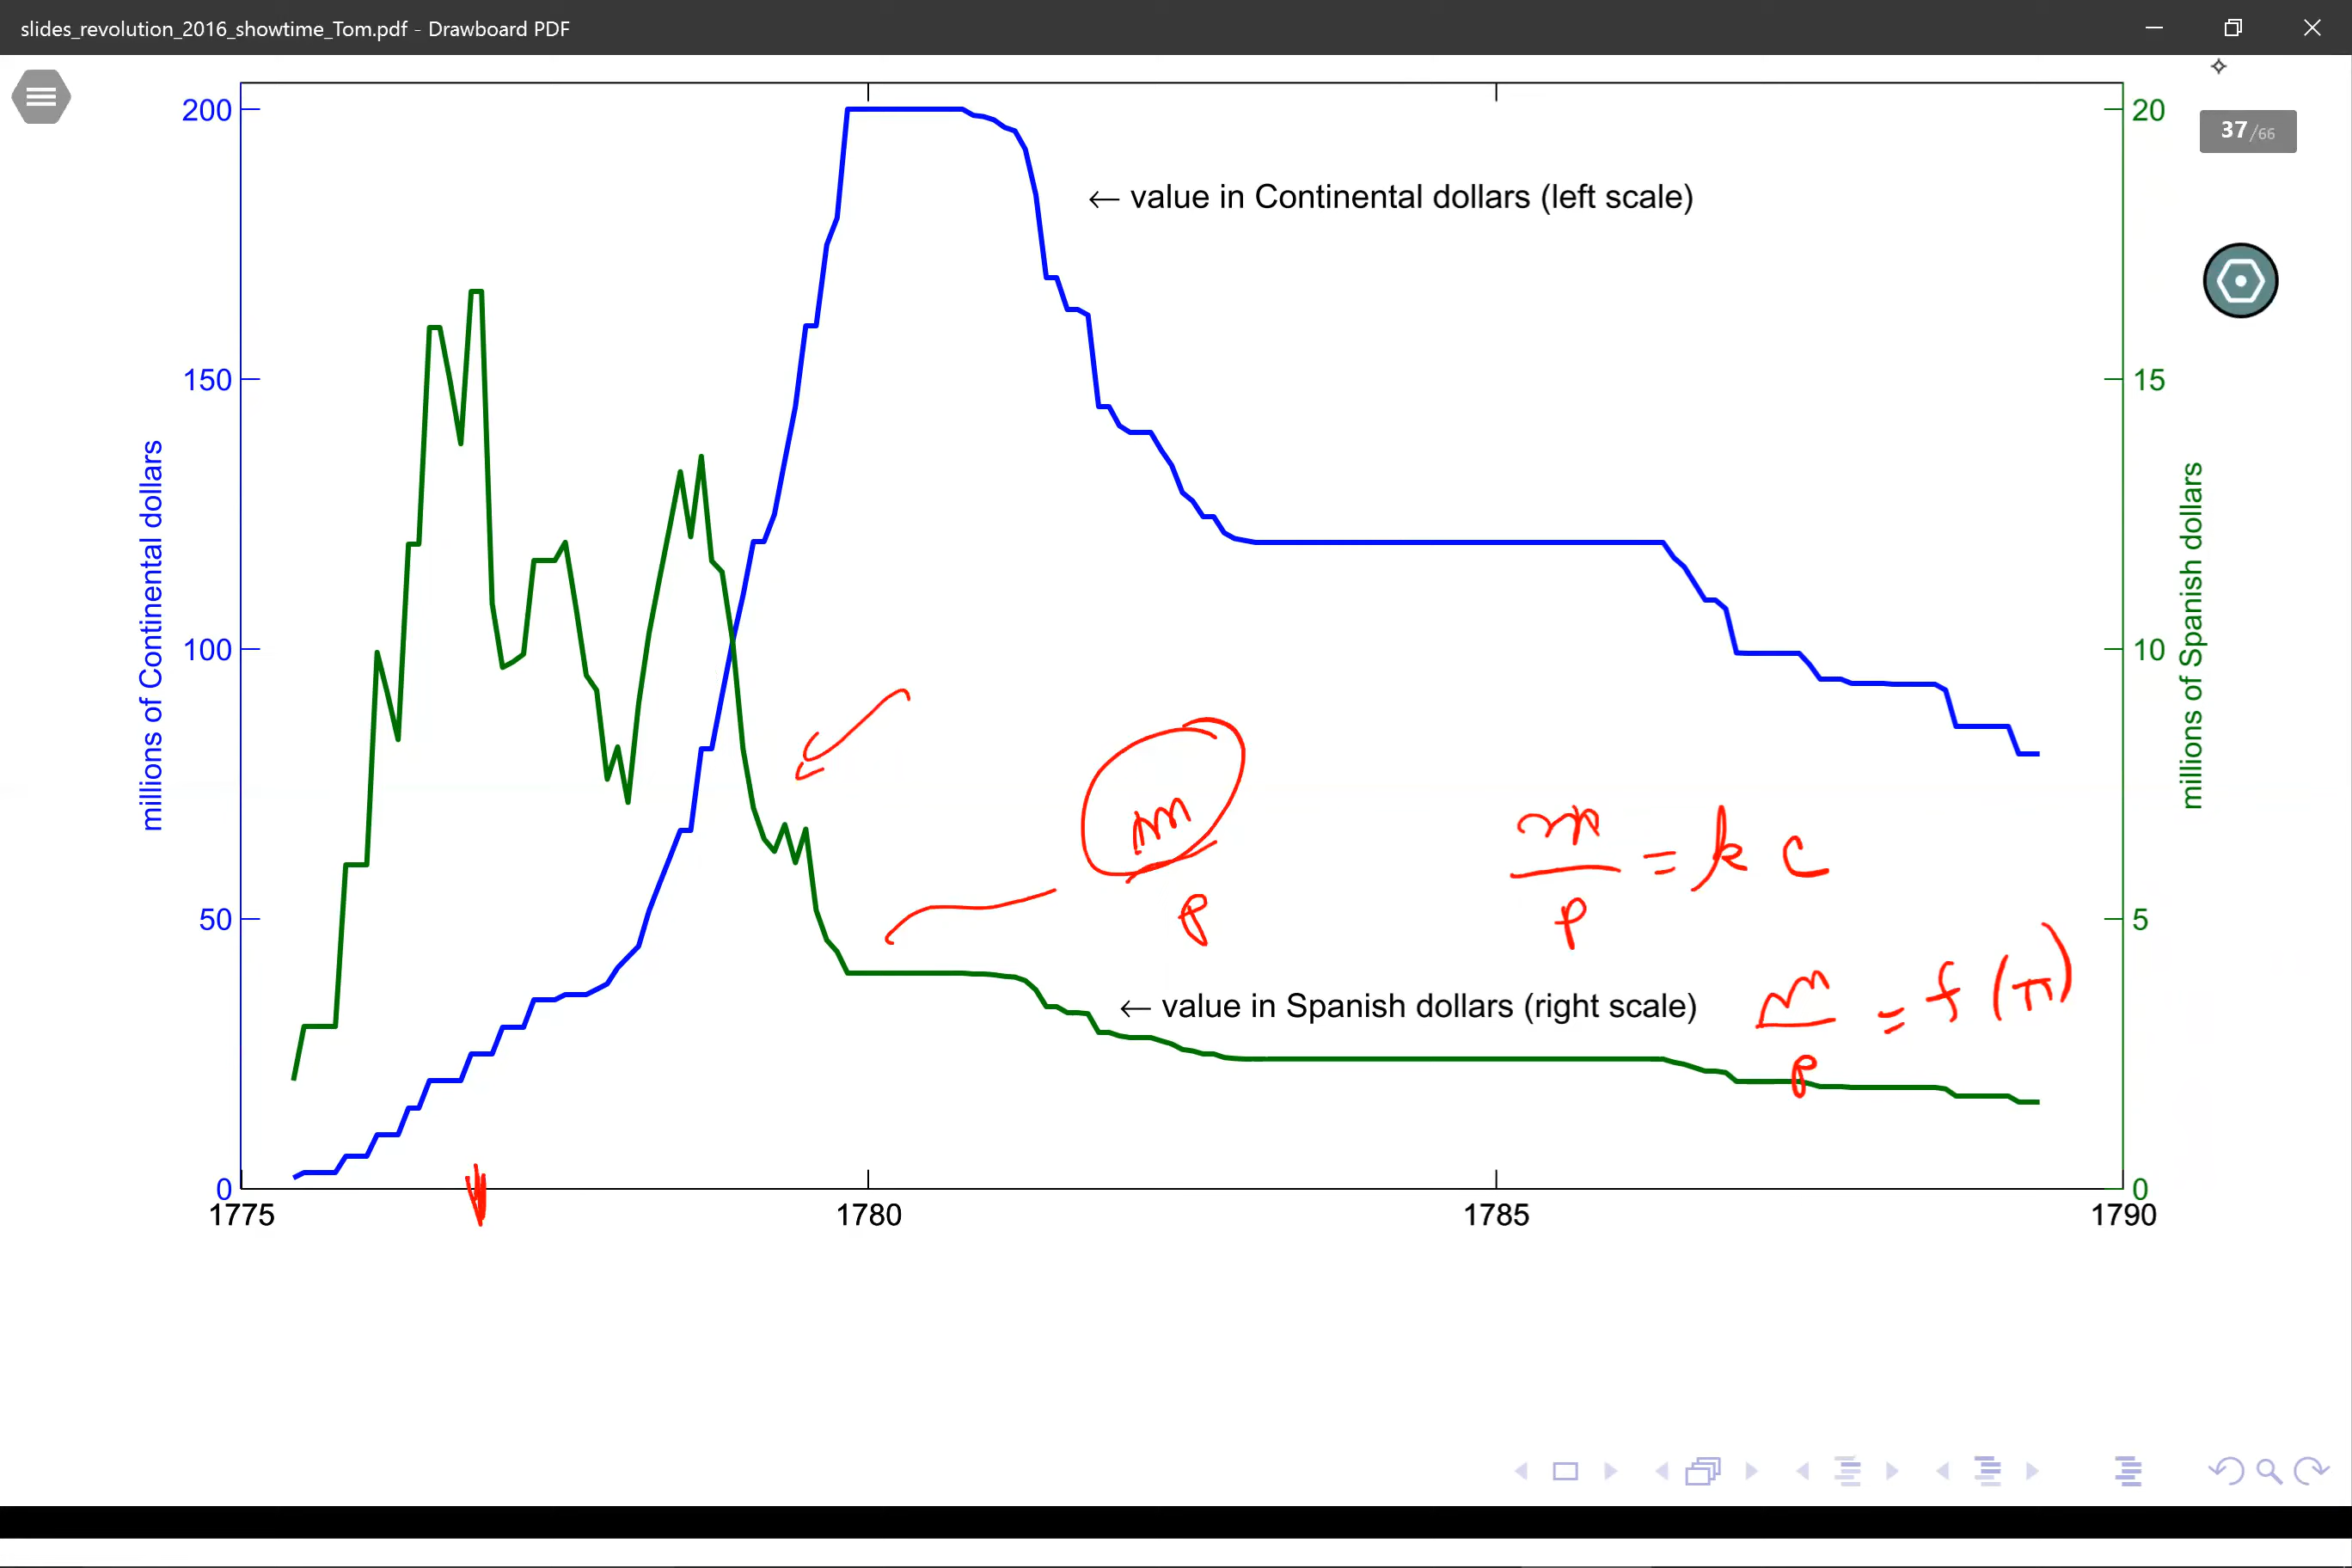 slides_revolution_2016_showtime_Tom.pdf - Drawboard PDF
37/66
200
150
100
50
0
millions of Continental dollars
20
15
10
5
0
millions of Spanish dollars
← value in Continental dollars (left scale)
m
p
m
p
= k c
← value in Spanish dollars (right scale)
m
p
= f (π)
1775
1780
1785
1790